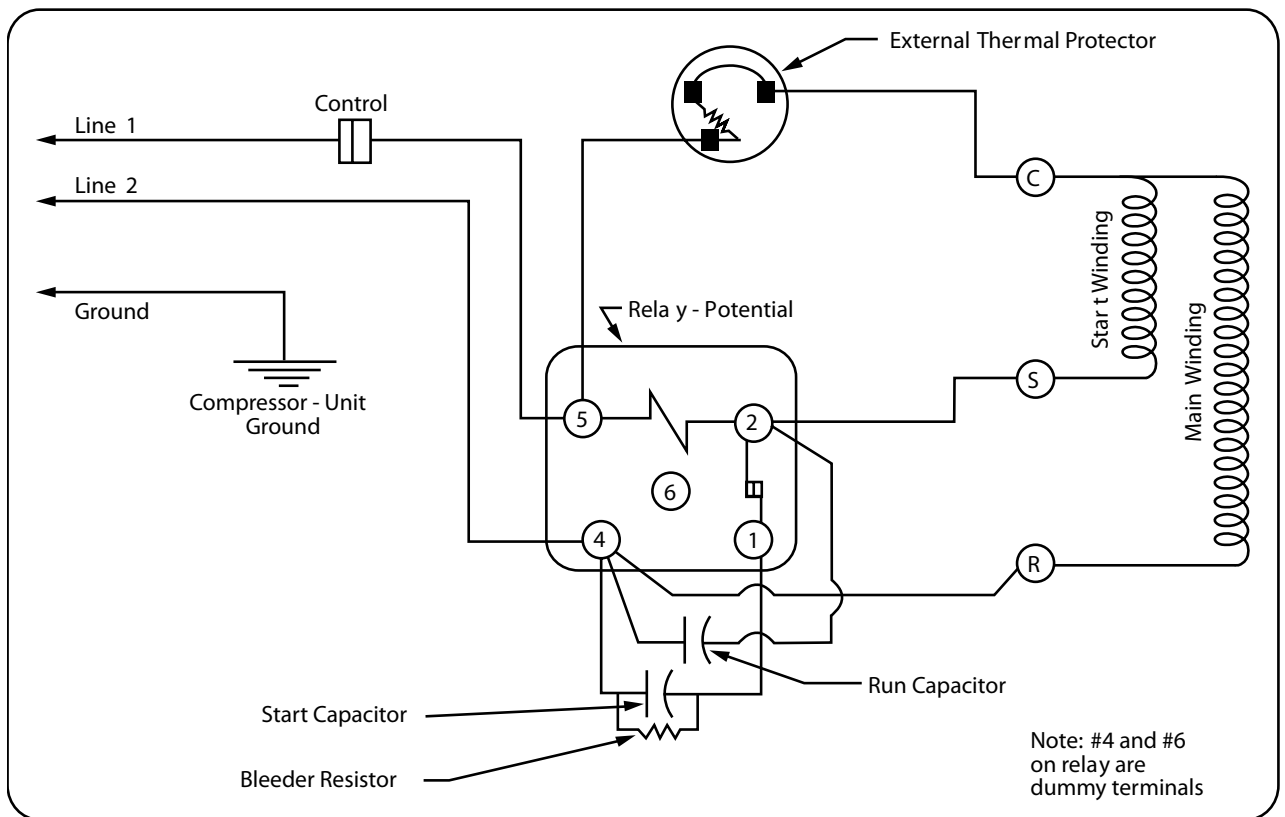 External Thermal Protector
Control
Line 1
Line 2
C
Star t Winding
Main Winding
Ground
Rela y - Potential
S
Compressor - Unit
Ground
5
2
6
4
1
R
Run Capacitor
Start Capacitor
Bleeder Resistor
Note: #4 and #6
on relay are
dummy terminals